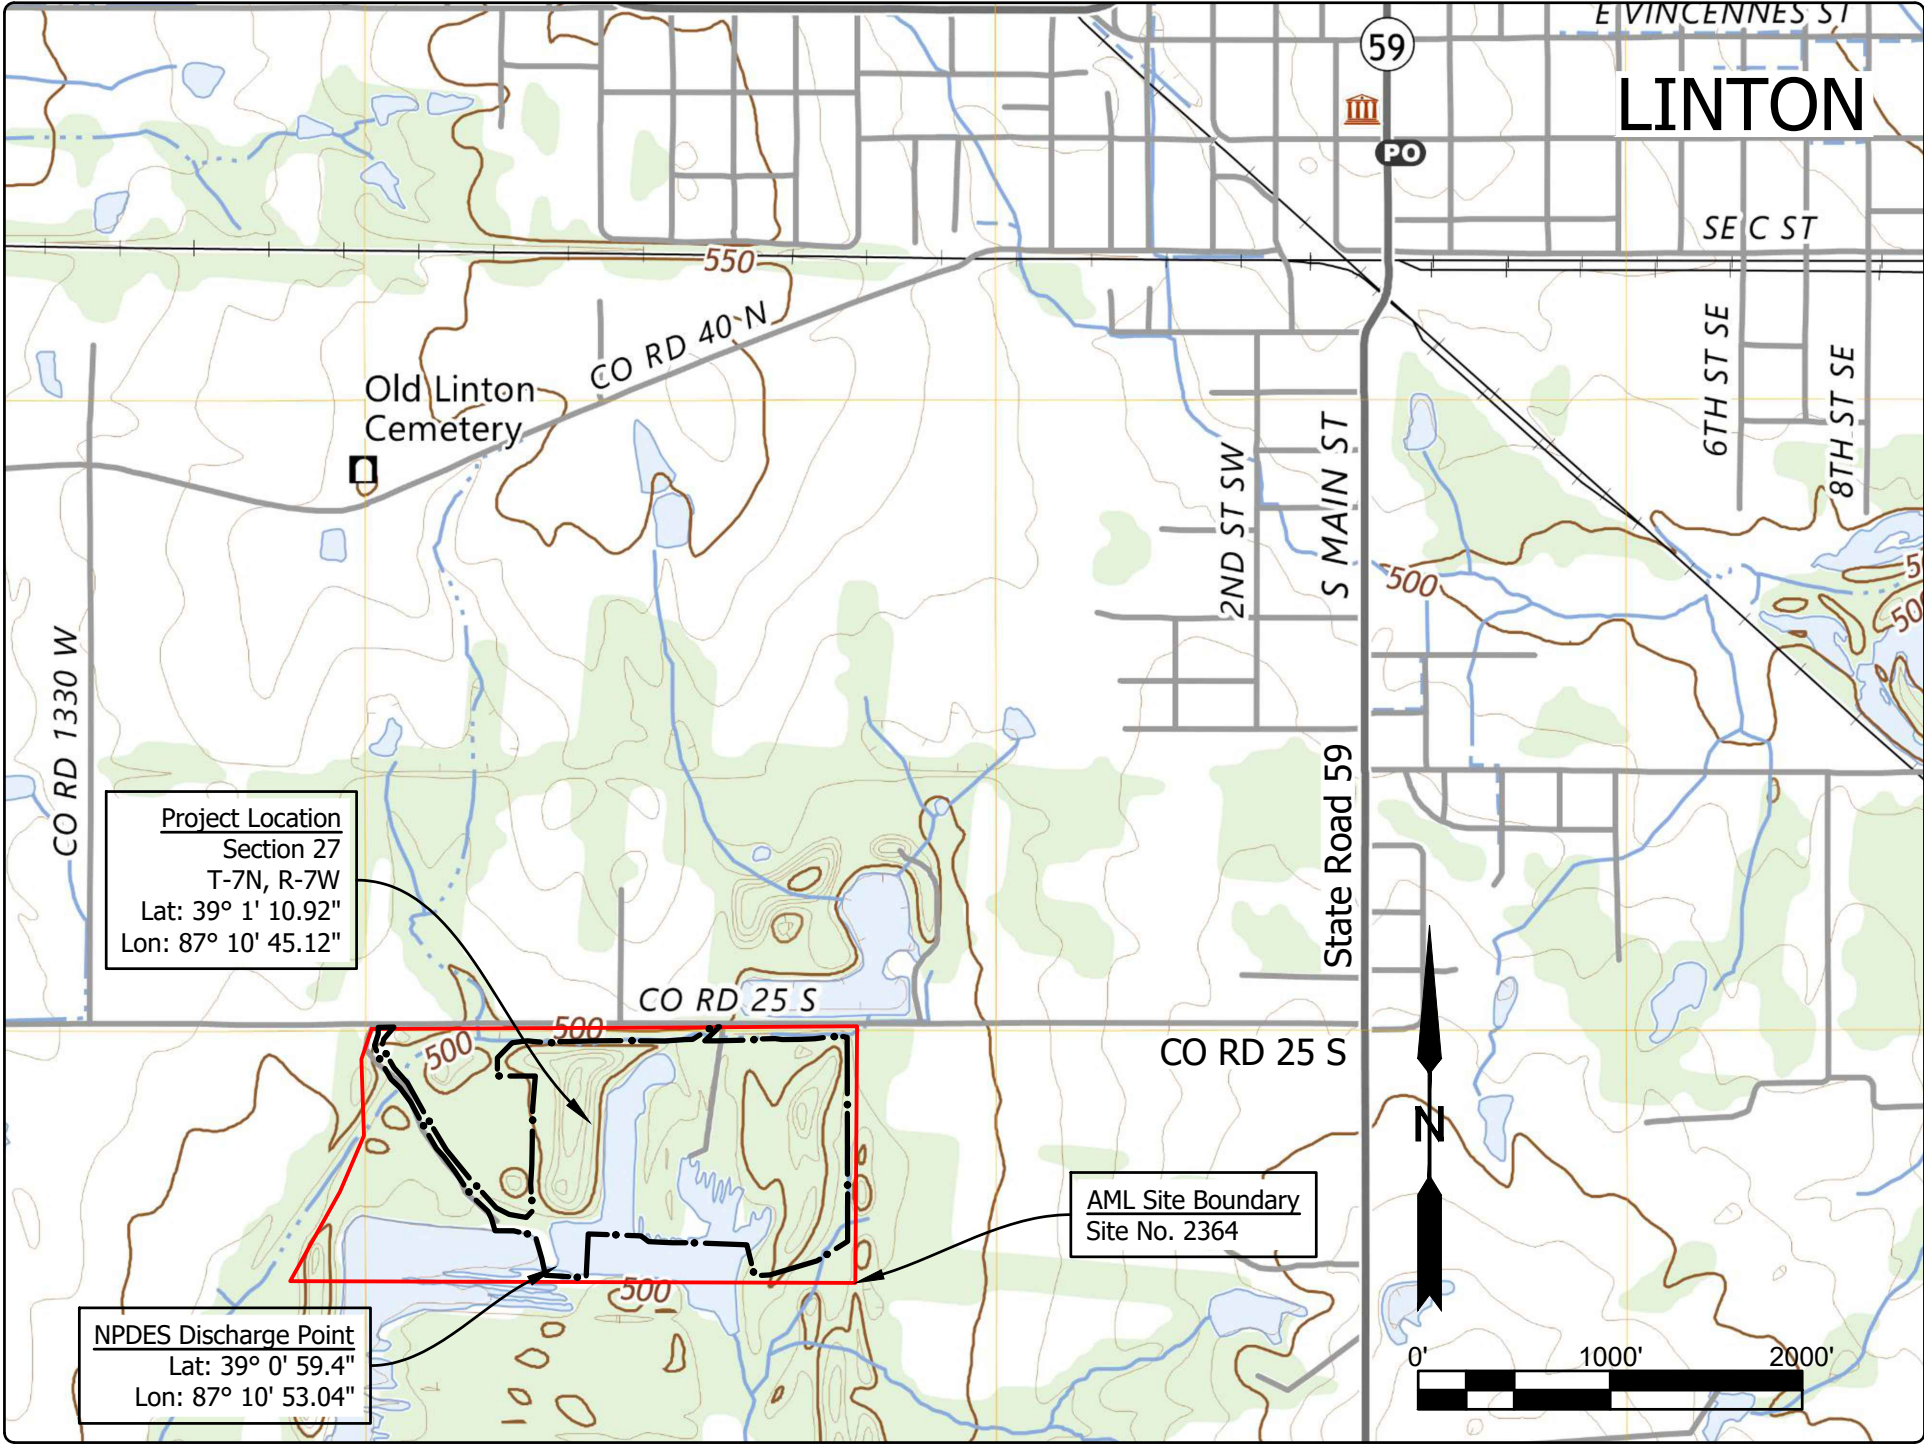 E VINCENNES ST
59
LINTON
PO
SE C ST
550
CO RD 40 N
Old Linton
Cemetery
6TH ST SE
8TH ST SE
2ND ST SW
S MAIN ST
500
50
500
CO RD 1330 W
State Road 59
Project Location
Section 27
T-7N, R-7W
Lat: 39° 1' 10.92"
Lon: 87° 10' 45.12"
CO RD 25 S
500
500
CO RD 25 S
N
AML Site Boundary
Site No. 2364
500
NPDES Discharge Point
Lat: 39° 0' 59.4"
Lon: 87° 10' 53.04"
0' 1000' 2000'